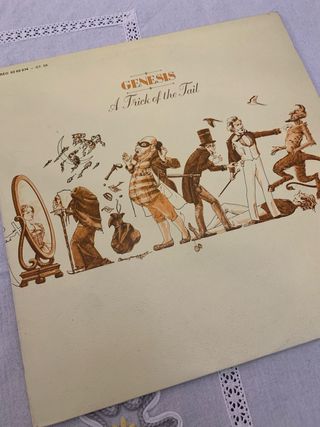 GENESIS
A Trick of the Tail